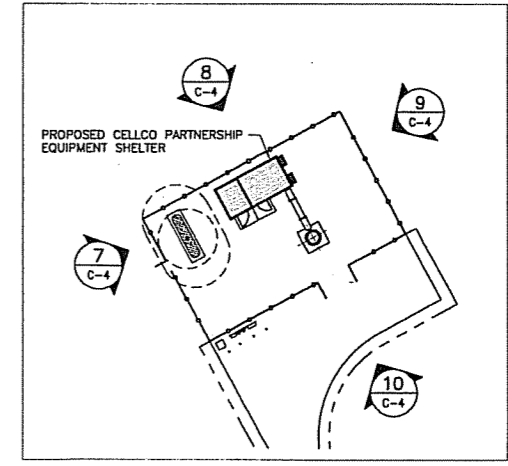 8
C-4
9
C-4
PROPOSED CELLCO PARTNERSHIP
EQUIPMENT SHELTER
7
C-4
10
C-4